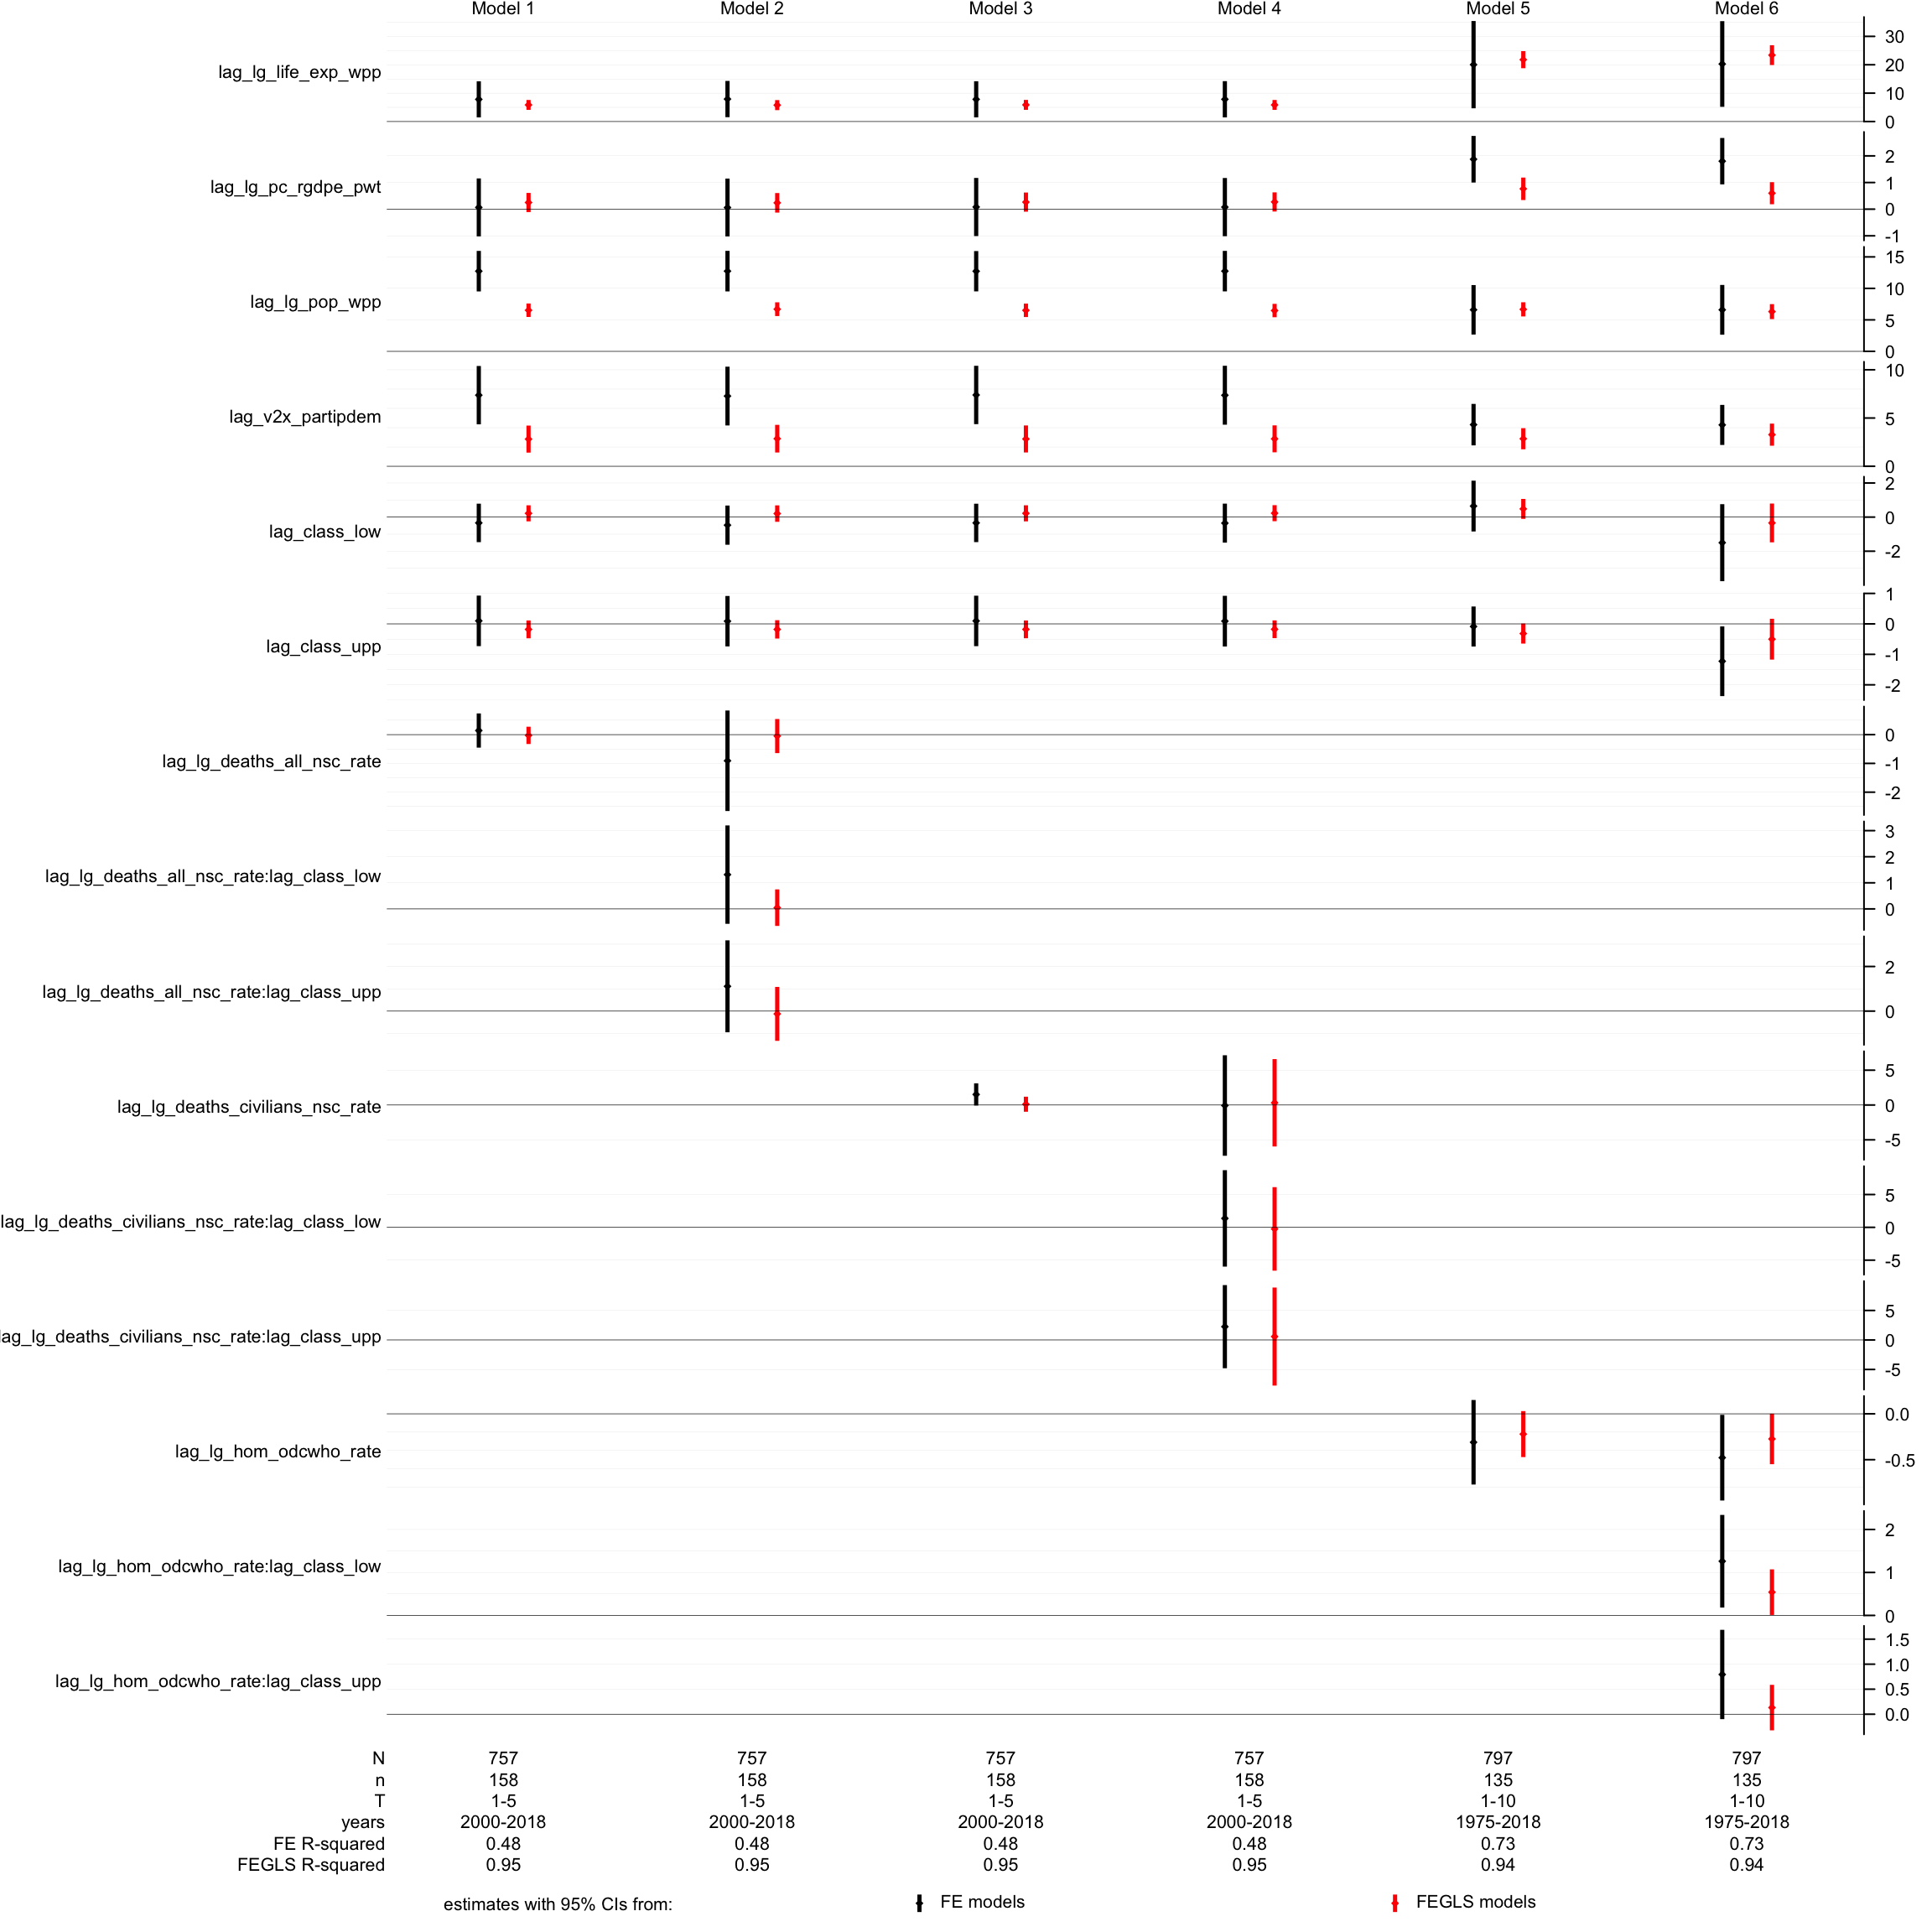 Model 1 Model 2 Model 3 Model 4 Model 5 Model 6
lag_lg_life_exp_wpp
30
20
10
0
lag_lg_pc_rgdpe_pwt
2
1
0
-1
lag_lg_pop_wpp
15
10
5
0
lag_v2x_partipdem
10
5
0
lag_class_low
2
0
-2
lag_class_upp
1
0
-1
-2
lag_lg_deaths_all_nsc_rate
0
-1
-2
lag_lg_deaths_all_nsc_rate:lag_class_low
3
2
1
0
lag_lg_deaths_all_nsc_rate:lag_class_upp
2
0
lag_lg_deaths_civilians_nsc_rate
5
0
-5
lag_lg_deaths_civilians_nsc_rate:lag_class_low
5
0
-5
lag_lg_deaths_civilians_nsc_rate:lag_class_upp
5
0
-5
lag_lg_hom_odcwho_rate
0.0
-0.5
lag_lg_hom_odcwho_rate:lag_class_low
2
1
0
lag_lg_hom_odcwho_rate:lag_class_upp
1.5
1.0
0.5
0.0
N 757 757 757 757 797 797
n 158 158 158 158 135 135
T 1-5 1-5 1-5 1-5 1-10 1-10
years 2000-2018 2000-2018 2000-2018 2000-2018 1975-2018 1975-2018
FE R-squared 0.48 0.48 0.48 0.48 0.73 0.73
FEGLS R-squared 0.95 0.95 0.95 0.95 0.94 0.94
estimates with 95% CIs from: FE models FEGLS models